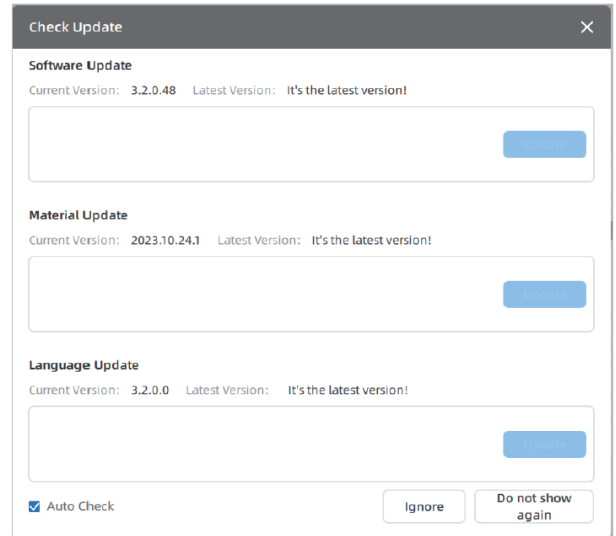 Check Update
Software Update
Current Version: 3.2.0.48 Latest Version: It's the latest version!
Update
Material Update
Current Version: 2023.10.24.1 Latest Version: It's the latest version!
Update
Language Update
Current Version: 3.2.0.0 Latest Version: It's the latest version!
Update
Auto Check
Ignore
Do not show
again